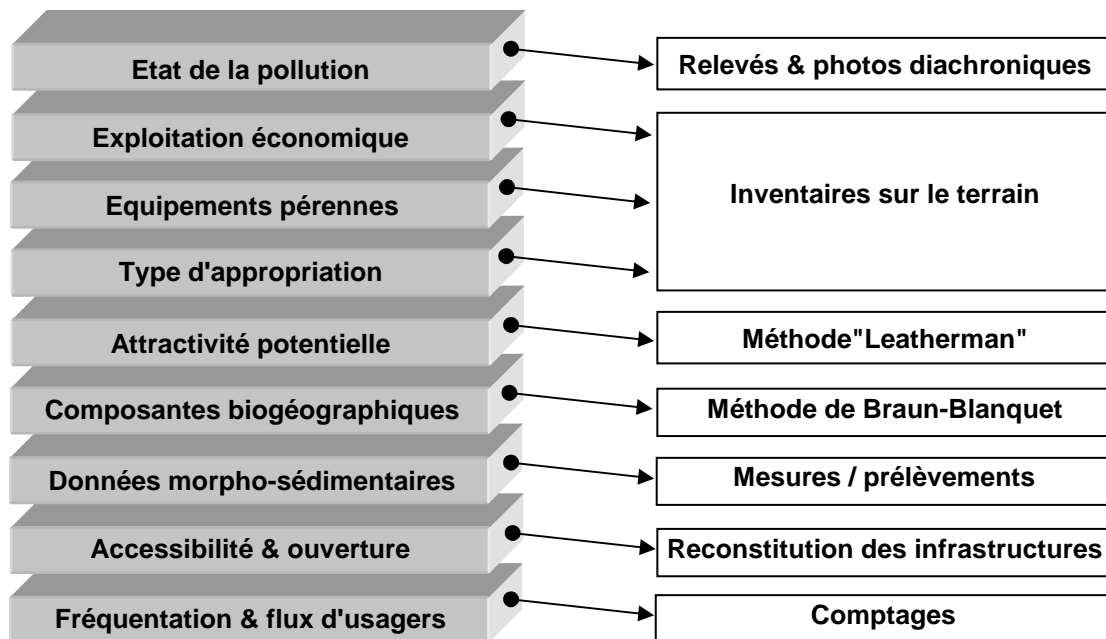 Etat de la pollution
Relevés & photos diachroniques
Exploitation économique
Equipements pérennes
Inventaires sur le terrain
Type d'appropriation
Attractivité potentielle
Méthode"Leatherman"
Composantes biogéographiques
Méthode de Braun-Blanquet
Données morpho-sédimentaires
Mesures / prélèvements
Accessibilité & ouverture
Reconstitution des infrastructures
Fréquentation & flux d'usagers
Comptages